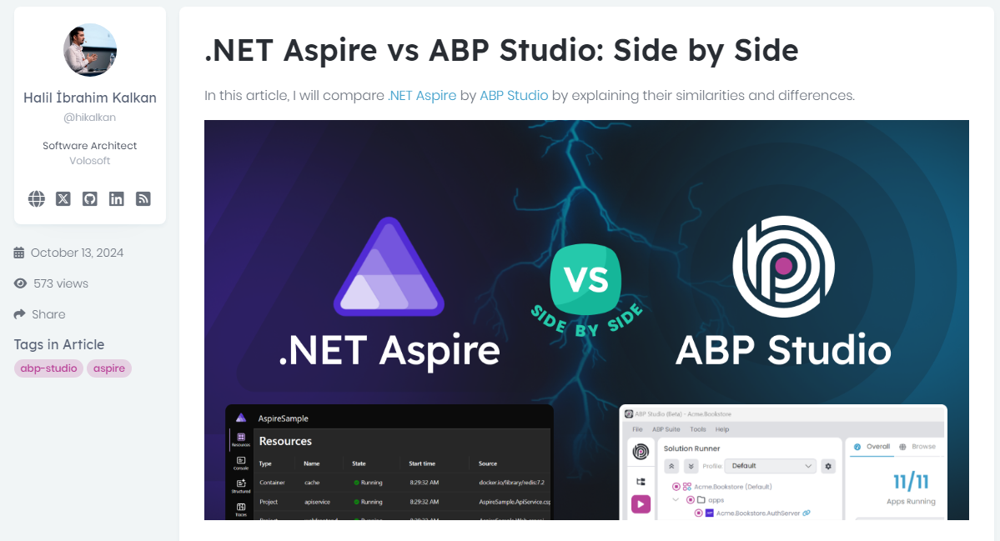 Halil İbrahim Kalkan
@hikalkan
Software Architect
Volosoft
October 13, 2024
573 views
Share
Tags in Article
abp-studio aspire
.NET Aspire vs ABP Studio: Side by Side
In this article, I will compare .NET Aspire by ABP Studio by explaining their similarities and differences.
VS
SIDE BY SIDE
.NET Aspire
ABP Studio
AspireSample
Resources
Resources
Console
Structured
Traces
Type Name State Start time Source
Container cache Running 8:29:32 AM docker.io/library/redis:7.2
Project apiservice Running 8:29:32 AM AspireSample.ApiService.csp
ABP Studio (Beta) - Acme.Bookstore
File ABP Suite Tools Help
Solution Runner
Profile Default
Acme.Bookstore (Default)
apps
Acme.Bookstore.AuthServer
Overall Browse
11/11
Apps Running